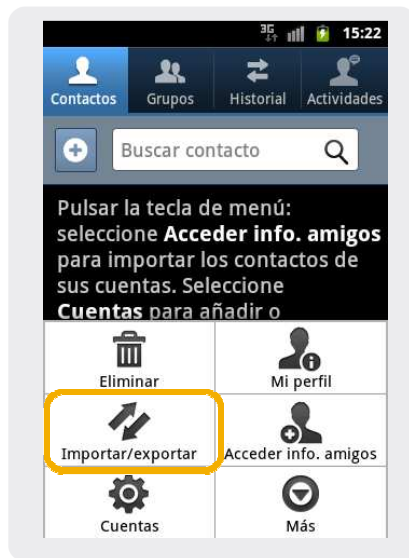 3G 15:22
Contactos Grupos Historial Actividades
Buscar contacto
Pulsar la tecla de menú:
seleccione Acceder info. amigos
para importar los contactos de
sus cuentas. Seleccione
Cuentas para añadir o
Eliminar Mi perfil
Importar/exportar Acceder info. amigos
Cuentas Más